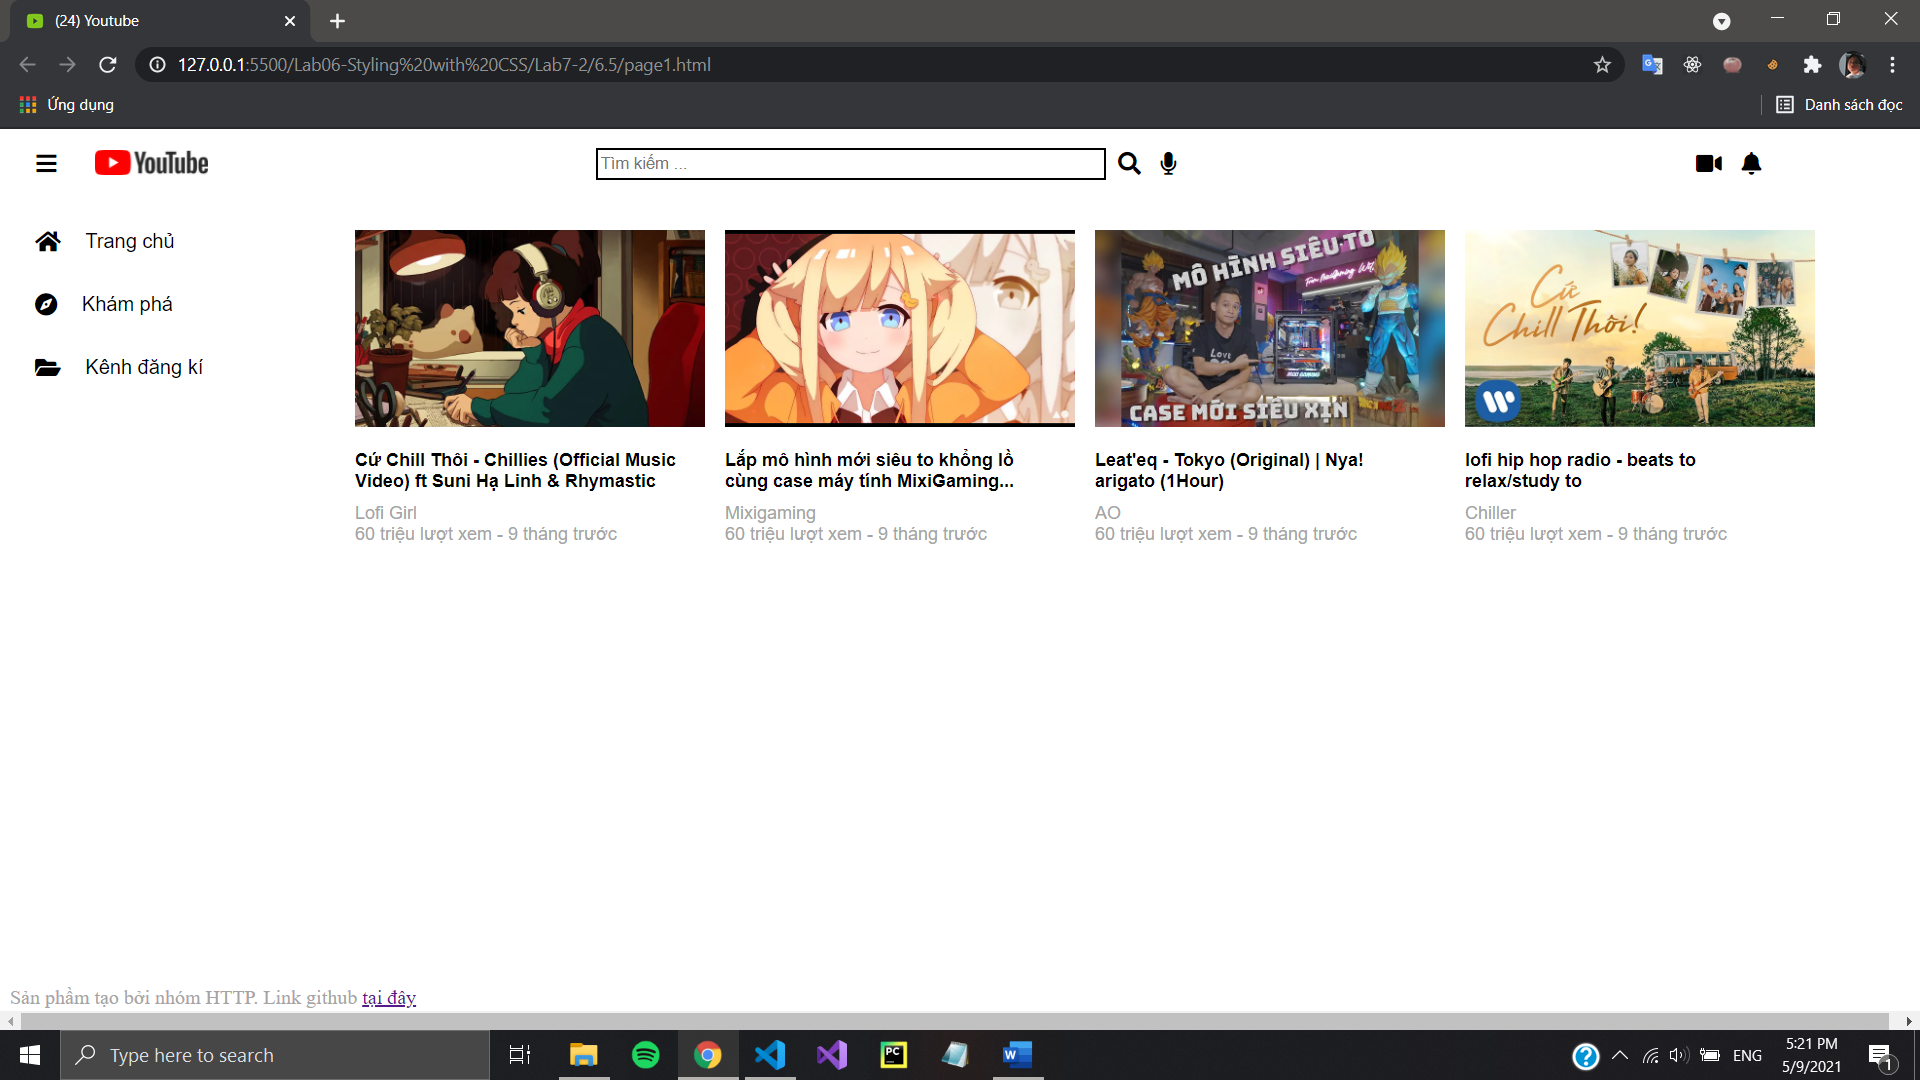 (24) Youtube
127.0.0.1:5500/Lab06-Styling%20with%20CSS/Lab7-2/6.5/page1.html
Ứng dụng
Danh sách đọc
YouTube
Tìm kiếm ...
Trang chủ
Khám phá
Kênh đăng kí
MÔ HÌNH SIÊU TO
CASE MỚI SIÊU XỊN
Cứ
Chill Thôi!
Cứ Chill Thôi - Chillies (Official Music
Video) ft Suni Hạ Linh & Rhymastic
Lofi Girl
60 triệu lượt xem - 9 tháng trước
Lắp mô hình mới siêu to khổng lồ
cùng case máy tính MixiGaming...
Mixigaming
60 triệu lượt xem - 9 tháng trước
Leat'eq - Tokyo (Original) | Nya!
arigato (1Hour)
AO
60 triệu lượt xem - 9 tháng trước
lofi hip hop radio - beats to
relax/study to
Chiller
60 triệu lượt xem - 9 tháng trước
Sản phẩm tạo bởi nhóm HTTP. Link github tại đây
Type here to search
ENG
5:21 PM
5/9/2021
1